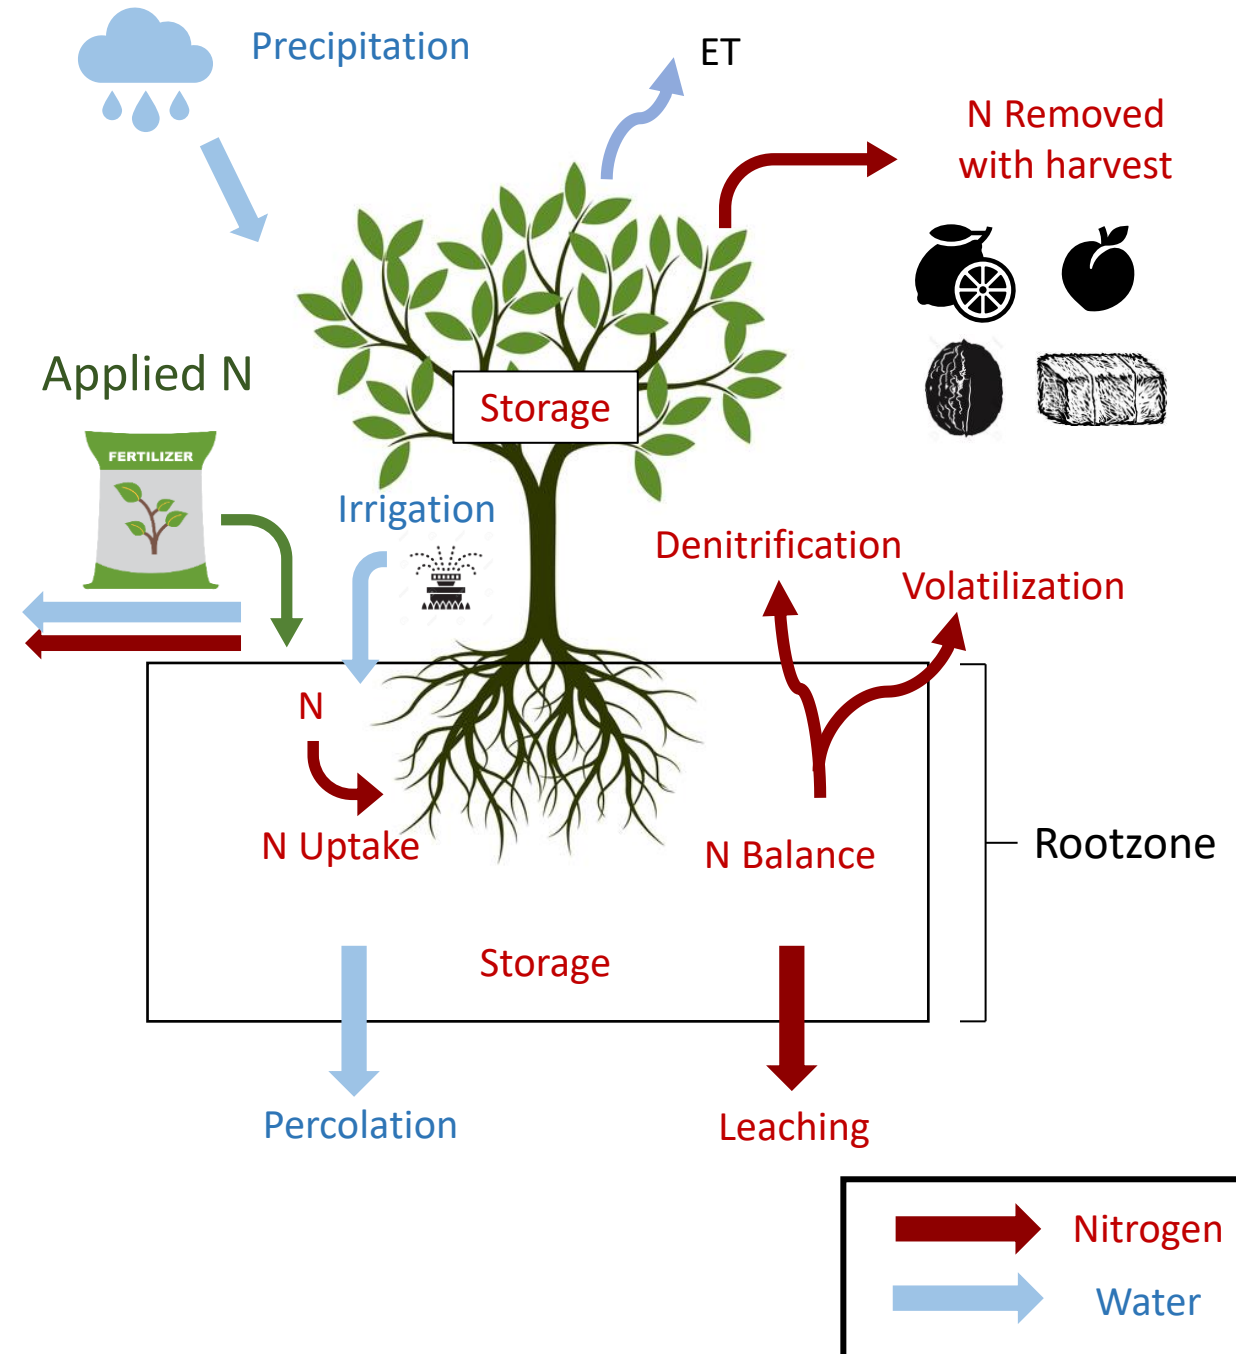 Precipitation
ET
N Removed
with harvest
Applied N
Storage
FERTILIZER
Irrigation
Denitrification
Volatilization
N
N Uptake
N Balance
Rootzone
Storage
Percolation
Leaching
Nitrogen
Water